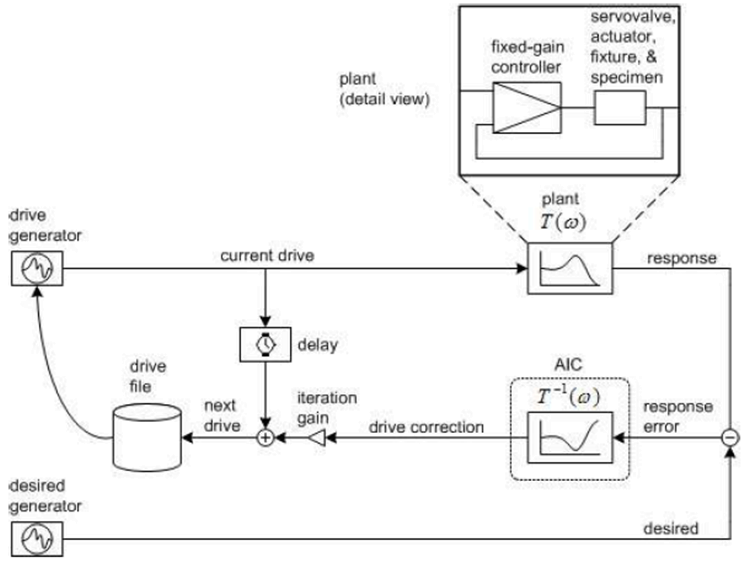 servovalve,
actuator,
fixture, &
specimen
fixed-gain
controller
plant
(detail view)
plant
T(ω)
drive
generator
current drive
response
delay
drive
file
AIC
T⁻¹(ω)
iteration
gain
next
drive
drive correction
response
error
desired
generator
desired